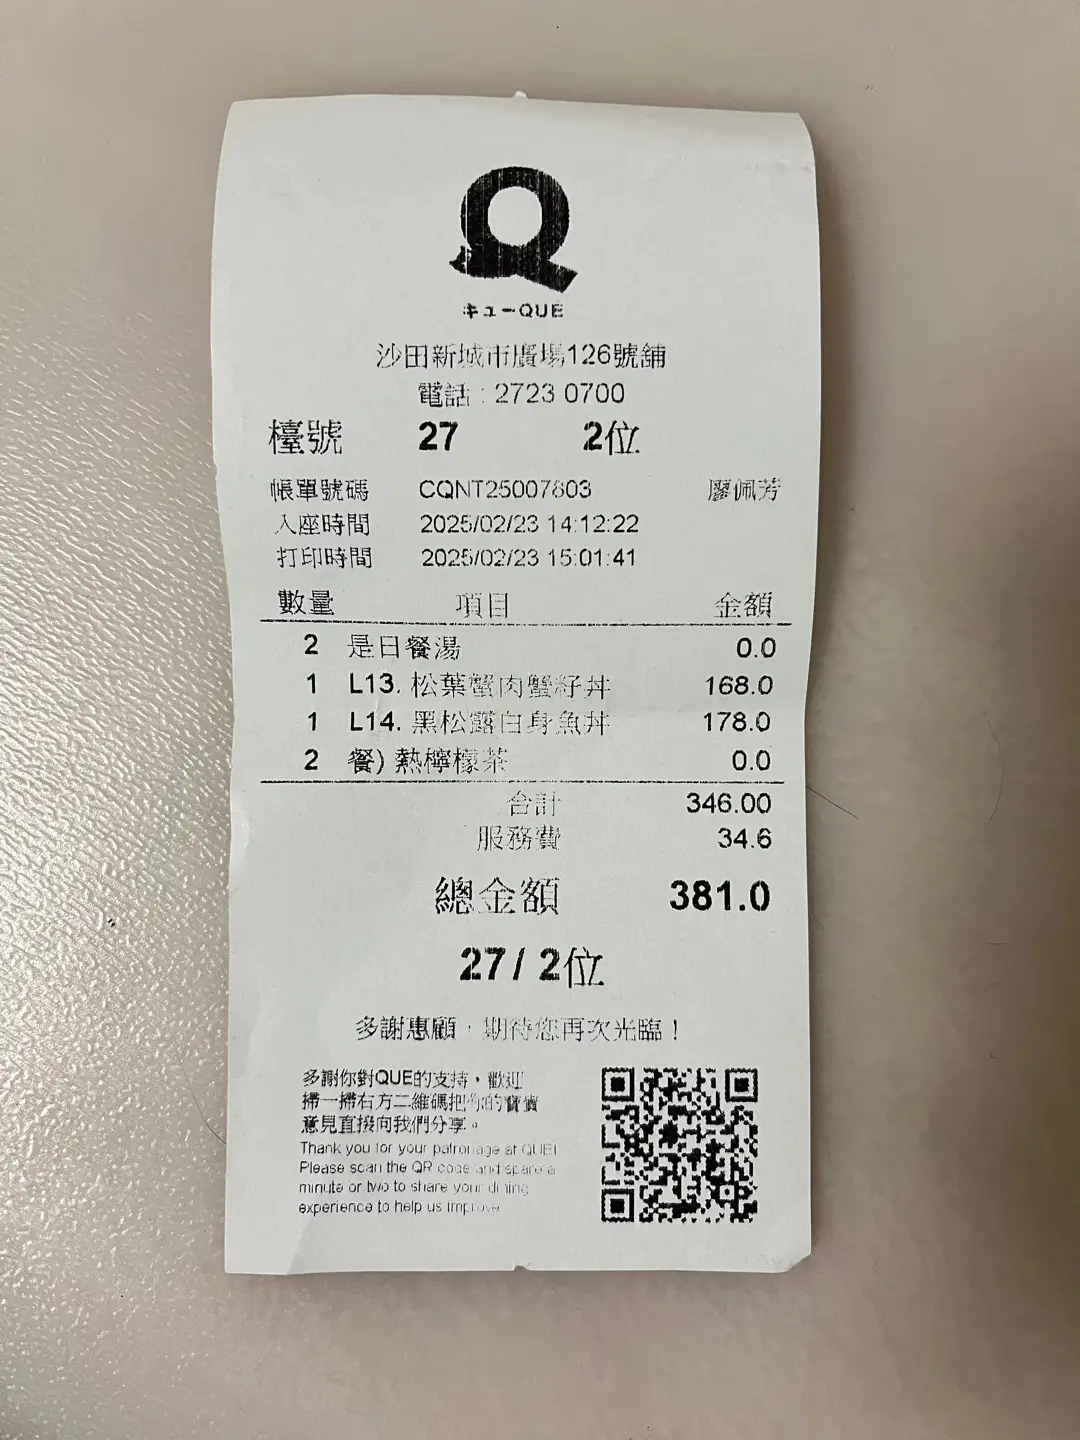 Q
キューQUE
沙田新城市廣場126號舖
電話 : 2723 0700
檯號 27 2位
帳單號碼 CQNT25007803 廖佩芳
入座時間 2025/02/23 14:12:22
打印時間 2025/02/23 15:01:41
數量 項目 金額
2 是日餐湯 0.0
1 L13. 松葉蟹肉蟹籽丼 168.0
1 L14. 黑松露白身魚丼 178.0
2 餐) 熱檸檬茶 0.0
合計 346.00
服務費 34.6
總金額 381.0
27 / 2位
多謝惠顧，期待您再次光臨！
多謝你對QUE的支持，歡迎
掃一掃右方二維碼把你的寶貴
意見直接向我們分享。
Thank you for your patronage at QUE!
Please scan the QR code and spare a
minute or two to share your dining
experience to help us improve